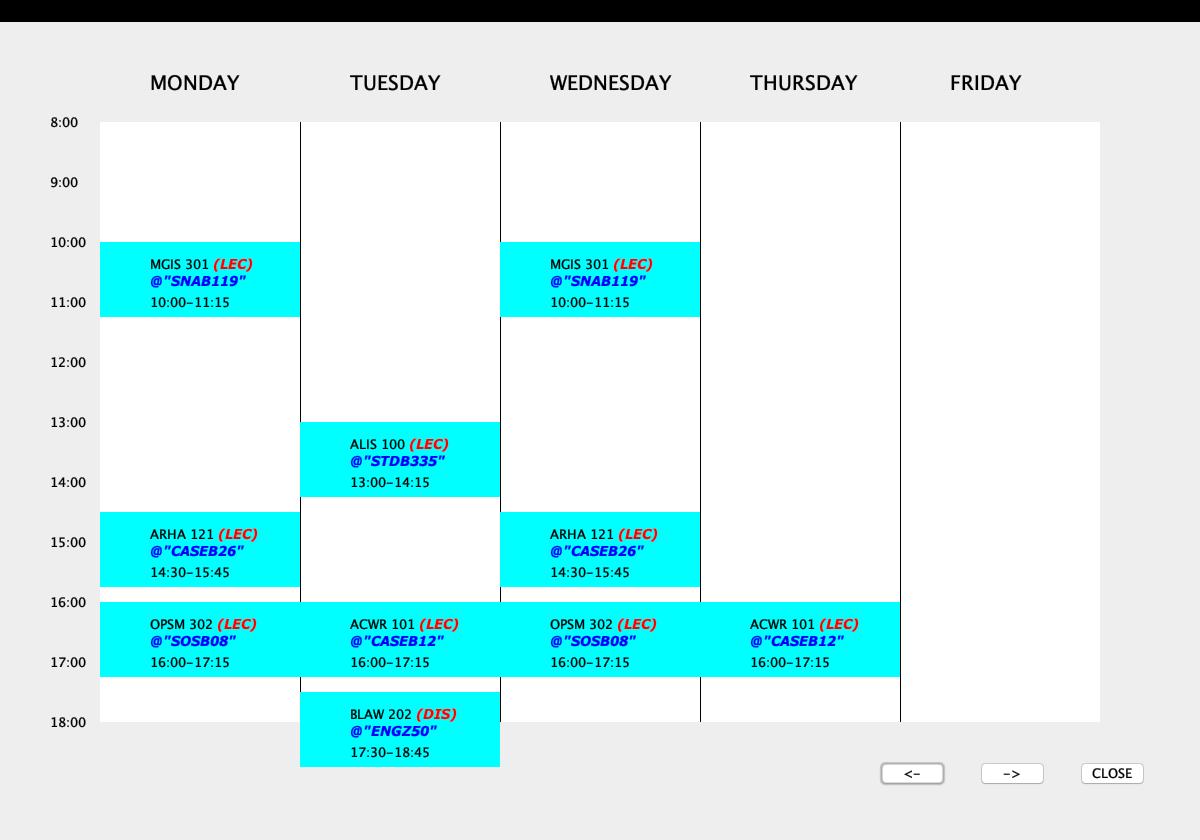 MONDAY TUESDAY WEDNESDAY THURSDAY FRIDAY
8:00
9:00
10:00
MGIS 301 (LEC) MGIS 301 (LEC)
@"SNAB119" @"SNAB119"
11:00 10:00-11:15 10:00-11:15
12:00
13:00
ALIS 100 (LEC)
@"STDB335"
14:00 13:00-14:15
ARHA 121 (LEC) ARHA 121 (LEC)
15:00 @"CASEB26" @"CASEB26"
14:30-15:45 14:30-15:45
16:00
OPSM 302 (LEC) ACWR 101 (LEC) OPSM 302 (LEC) ACWR 101 (LEC)
@"SOSB08" @"CASEB12" @"SOSB08" @"CASEB12"
17:00 16:00-17:15 16:00-17:15 16:00-17:15 16:00-17:15
BLAW 202 (DIS)
18:00 @"ENGZ50"
17:30-18:45
<- -> CLOSE